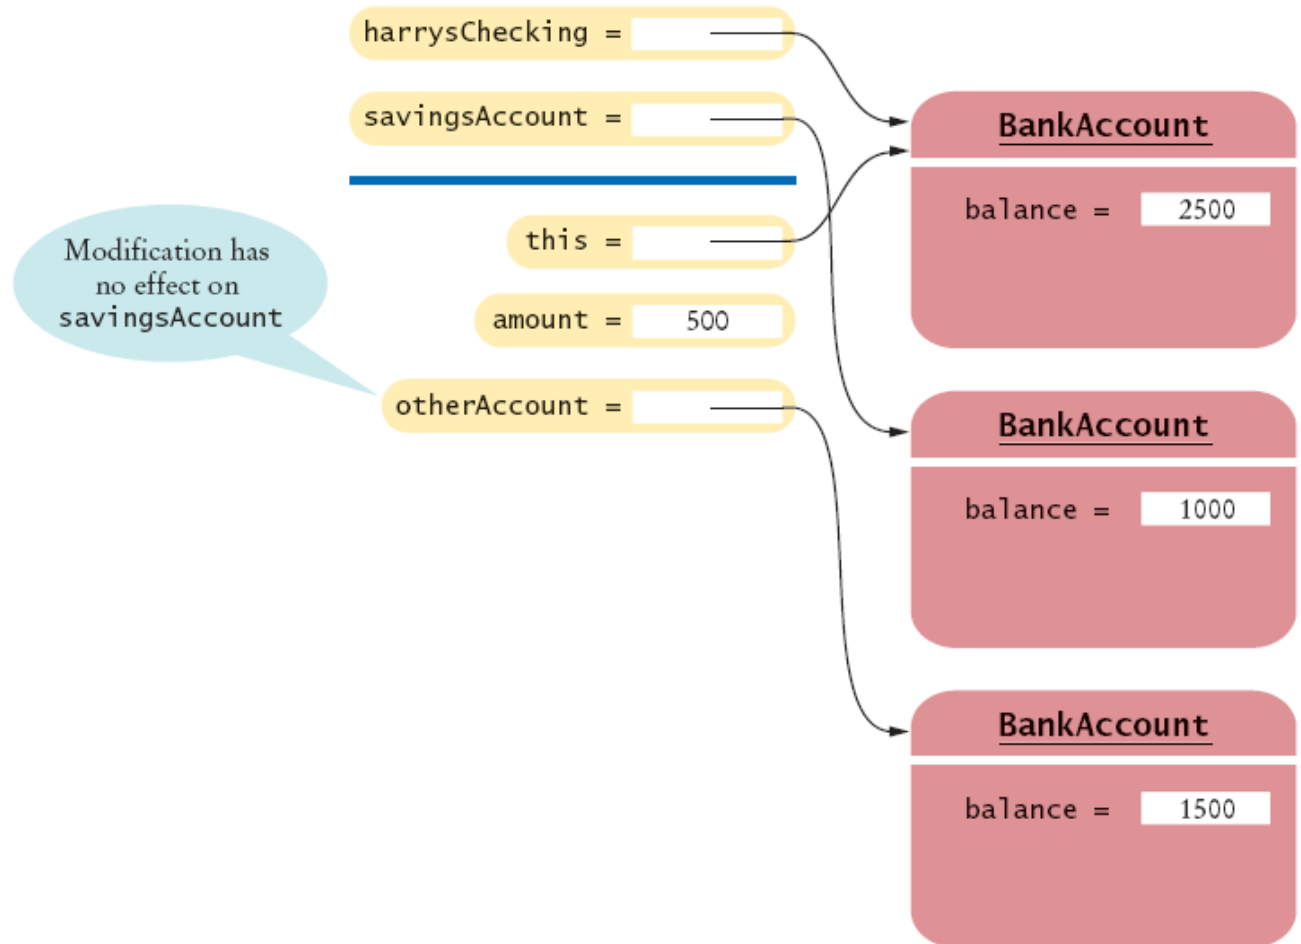 harrysChecking =
savingsAccount =
BankAccount
balance = 2500
this =
Modification has
no effect on
savingsAccount
amount = 500
otherAccount =
BankAccount
balance = 1000
BankAccount
balance = 1500